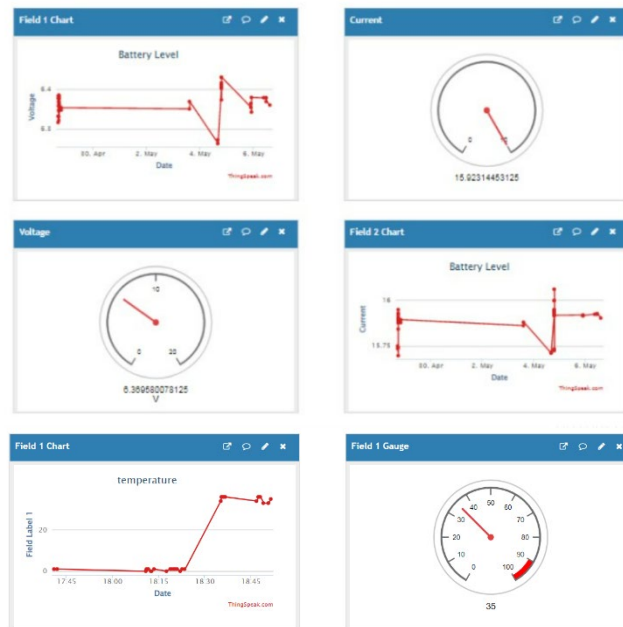 Field 1 Chart
Battery Level
6.4
6.3
Voltage
30. Apr
2. May
4. May
6. May
Date
ThingSpeak.com
Current
0
15.92314453125
Voltage
10
0
20
6.369580078125
V
Field 2 Chart
Battery Level
16
15.75
Current
30. Apr
2. May
4. May
6. May
Date
ThingSpeak.com
Field 1 Chart
temperature
20
0
Field Label 1
17:45
18:00
18:15
18:30
18:45
Date
ThingSpeak.com
Field 1 Gauge
0
10
20
30
40
50
60
70
80
90
100
35